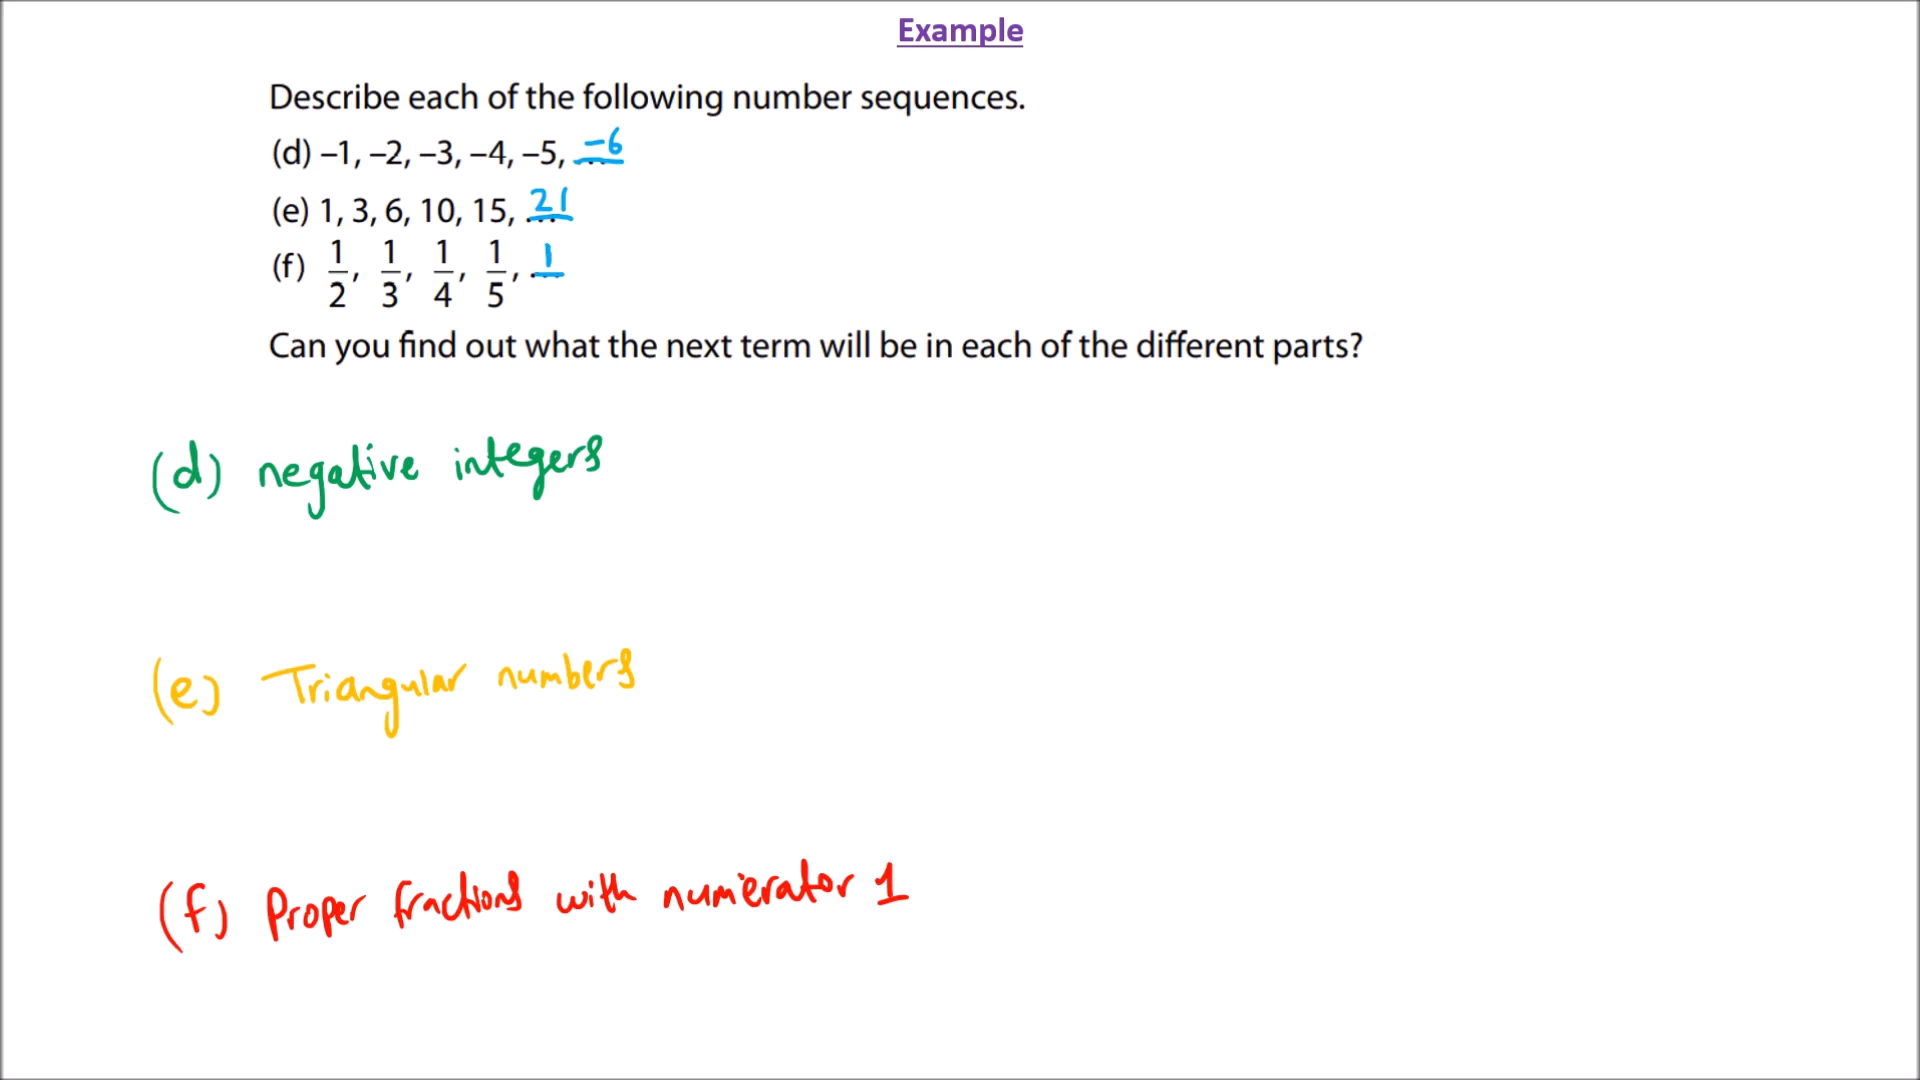 Example
Describe each of the following number sequences.
(d) –1, –2, –3, –4, –5, ... -6
(e) 1, 3, 6, 10, 15, ... 21
(f) 1/2, 1/3, 1/4, 1/5, ... 1
Can you find out what the next term will be in each of the different parts?
(d) negative integers
(e) Triangular numbers
(f) Proper fractions with numerator 1